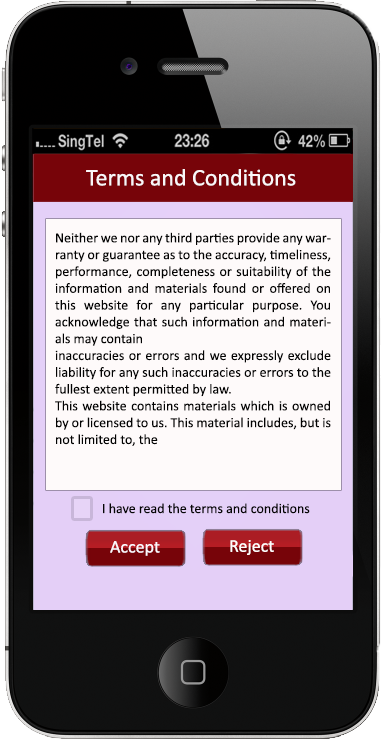 SingTel 23:26 42%
Terms and Conditions
Neither we nor any third parties provide any war-
ranty or guarantee as to the accuracy, timeliness,
performance, completeness or suitability of the
information and materials found or offered on
this website for any particular purpose. You
acknowledge that such information and materi-
als may contain
inaccuracies or errors and we expressly exclude
liability for any such inaccuracies or errors to the
fullest extent permitted by law.
This website contains materials which is owned
by or licensed to us. This material includes, but is
not limited to, the
I have read the terms and conditions
Accept Reject